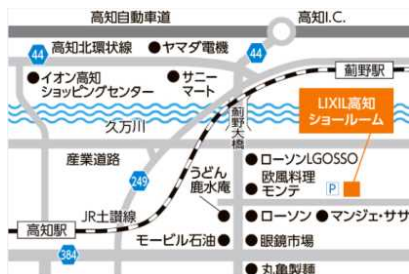 高知自動車道
高知I.C.
44
高知北環状線
ヤマダ電機
44
薊野駅
イオン高知
ショッピングセンター
サニー
マート
LIXIL高知
ショールーム
久万川
薊野大橋
産業道路
ローソンLGOSSO
欧風料理
モンテ
P
249
うどん
鹿水庵
高知駅
JR土讃線
ローソン
マンジェ・ササ
モービル石油
眼鏡市場
384
丸亀製麺